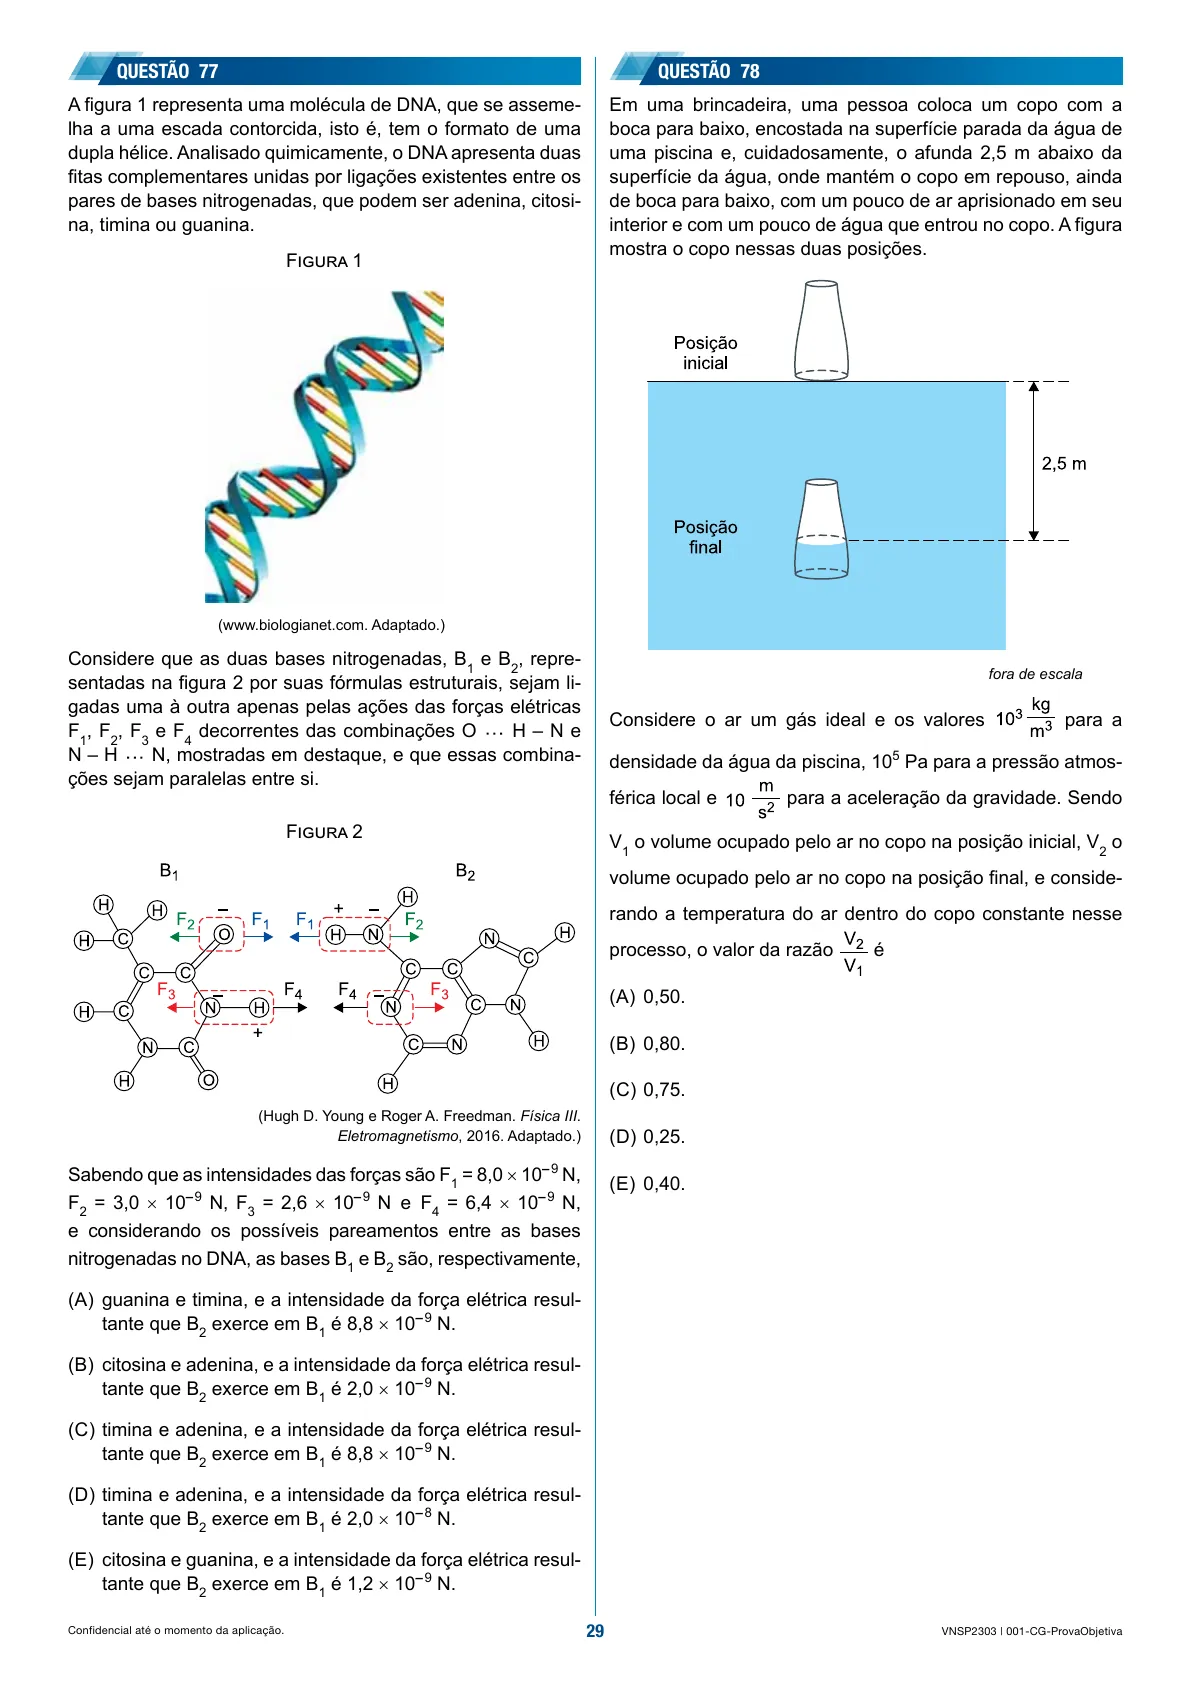 QUESTÃO 77
A figura 1 representa uma molécula de DNA, que se asseme-
lha a uma escada contorcida, isto é, tem o formato de uma
dupla hélice. Analisado quimicamente, o DNA apresenta duas
fitas complementares unidas por ligações existentes entre os
pares de bases nitrogenadas, que podem ser adenina, citosi-
na, timina ou guanina.
FIGURA 1
(www.biologianet.com. Adaptado.)
Considere que as duas bases nitrogenadas, B₁ e B₂, repre-
sentadas na figura 2 por suas fórmulas estruturais, sejam li-
gadas uma à outra apenas pelas ações das forças elétricas
F₁, F₂, F₃ e F₄ decorrentes das combinações O ··· H – N e
N – H ··· N, mostradas em destaque, e que essas combina-
ções sejam paralelas entre si.
FIGURA 2
B₁ B₂
H H H
F₂ – F₁ F₁ + – F₂
H C O H N N H
C
C C C C
F₃ – F₄ F₄ – F₃
H C N H N C N
+
N C C N H
H O H
(Hugh D. Young e Roger A. Freedman. Física III.
Eletromagnetismo, 2016. Adaptado.)
Sabendo que as intensidades das forças são F₁ = 8,0 × 10⁻⁹ N,
F₂ = 3,0 × 10⁻⁹ N, F₃ = 2,6 × 10⁻⁹ N e F₄ = 6,4 × 10⁻⁹ N,
e considerando os possíveis pareamentos entre as bases
nitrogenadas no DNA, as bases B₁ e B₂ são, respectivamente,
(A) guanina e timina, e a intensidade da força elétrica resul-
tante que B₂ exerce em B₁ é 8,8 × 10⁻⁹ N.
(B) citosina e adenina, e a intensidade da força elétrica resul-
tante que B₂ exerce em B₁ é 2,0 × 10⁻⁹ N.
(C) timina e adenina, e a intensidade da força elétrica resul-
tante que B₂ exerce em B₁ é 8,8 × 10⁻⁹ N.
(D) timina e adenina, e a intensidade da força elétrica resul-
tante que B₂ exerce em B₁ é 2,0 × 10⁻⁸ N.
(E) citosina e guanina, e a intensidade da força elétrica resul-
tante que B₂ exerce em B₁ é 1,2 × 10⁻⁹ N.
QUESTÃO 78
Em uma brincadeira, uma pessoa coloca um copo com a
boca para baixo, encostada na superfície parada da água de
uma piscina e, cuidadosamente, o afunda 2,5 m abaixo da
superfície da água, onde mantém o copo em repouso, ainda
de boca para baixo, com um pouco de ar aprisionado em seu
interior e com um pouco de água que entrou no copo. A figura
mostra o copo nessas duas posições.
Posição
inicial
2,5 m
Posição
final
fora de escala
Considere o ar um gás ideal e os valores 10³ kg/m³ para a
densidade da água da piscina, 10⁵ Pa para a pressão atmos-
férica local e 10 m/s² para a aceleração da gravidade. Sendo
V₁ o volume ocupado pelo ar no copo na posição inicial, V₂ o
volume ocupado pelo ar no copo na posição final, e conside-
rando a temperatura do ar dentro do copo constante nesse
processo, o valor da razão V₂/V₁ é
(A) 0,50.
(B) 0,80.
(C) 0,75.
(D) 0,25.
(E) 0,40.
Confidencial até o momento da aplicação.
29
VNSP2303 | 001-CG-ProvaObjetiva